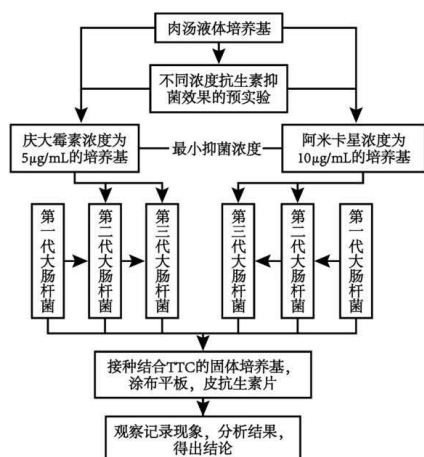 肉汤液体培养基
不同浓度抗生素抑
菌效果的预实验
庆大霉素浓度为
5μg/mL的培养基
最小抑菌浓度
阿米卡星浓度为
10μg/mL的培养基
第一代大肠杆菌
第二代大肠杆菌
第三代大肠杆菌
第三代大肠杆菌
第二代大肠杆菌
第一代大肠杆菌
接种结合TTC的固体培养基，
涂布平板，皮抗生素片
观察记录现象，分析结果，
得出结论